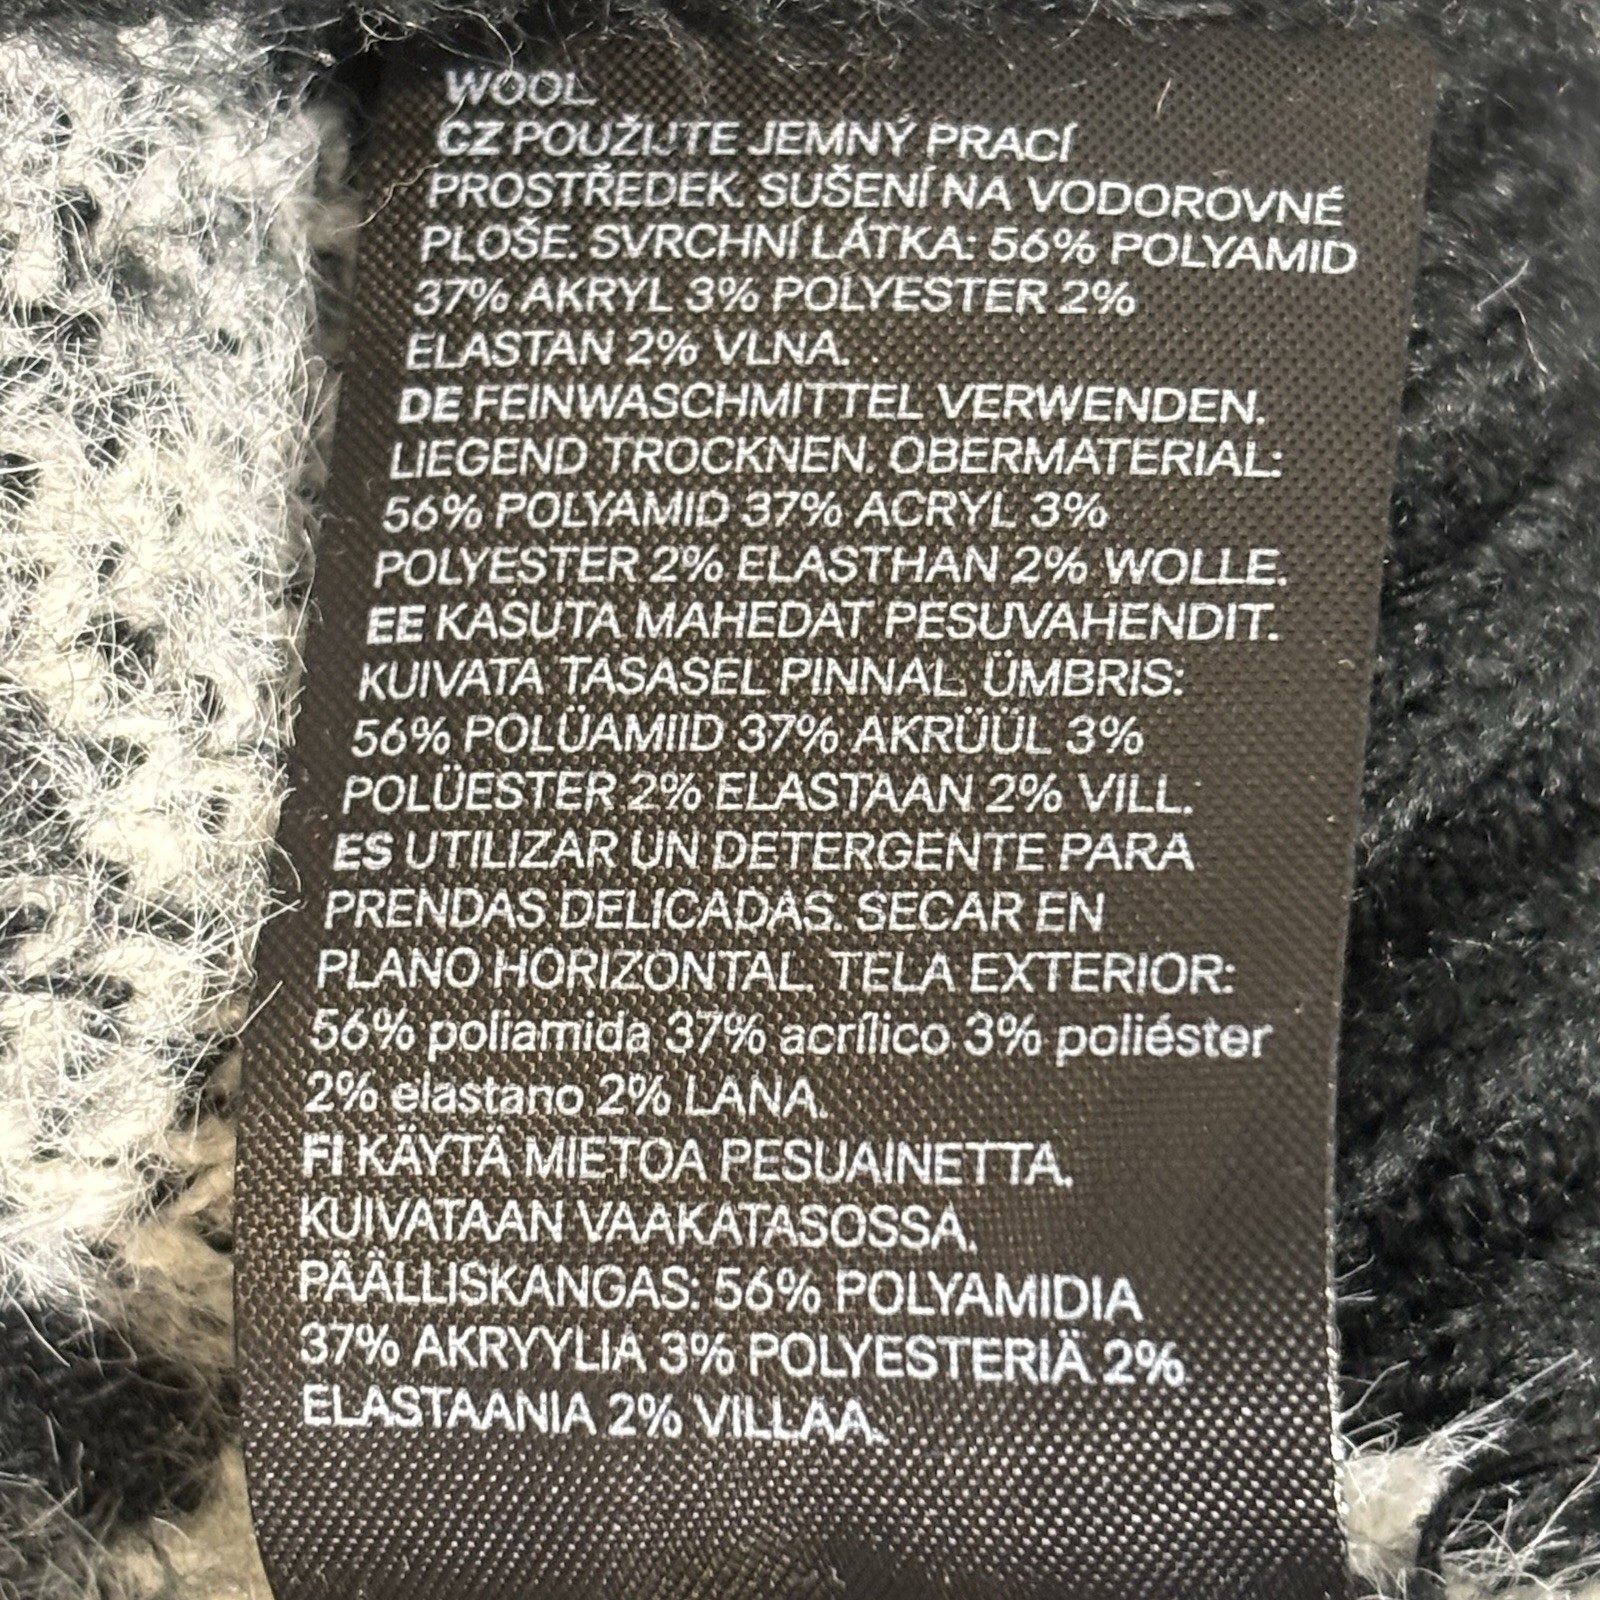 WOOL
CZ POUŽIJTE JEMNÝ PRACÍ
PROSTŘEDEK. SUŠENÍ NA VODOROVNÉ
PLOŠE. SVRCHNÍ LÁTKA: 56% POLYAMID
37% AKRYL 3% POLYESTER 2%
ELASTAN 2% VLNA.
DE FEINWASCHMITTEL VERWENDEN.
LIEGEND TROCKNEN. OBERMATERIAL:
56% POLYAMID 37% ACRYL 3%
POLYESTER 2% ELASTHAN 2% WOLLE.
EE KASUTA MAHEDAT PESUVAHENDIT.
KUIVATA TASASEL PINNAL. ÜMBRIS:
56% POLÜAMIID 37% AKRÜÜL 3%
POLÜESTER 2% ELASTAAN 2% VILL.
ES UTILIZAR UN DETERGENTE PARA
PRENDAS DELICADAS. SECAR EN
PLANO HORIZONTAL. TELA EXTERIOR:
56% poliamida 37% acrílico 3% poliéster
2% elastano 2% LANA.
FI KÄYTÄ MIETOA PESUAINETTA.
KUIVATAAN VAAKATASOSSA.
PÄÄLLISKANGAS: 56% POLYAMIDIA
37% AKRYYLIA 3% POLYESTERIÄ 2%
ELASTAANIA 2% VILLAA.